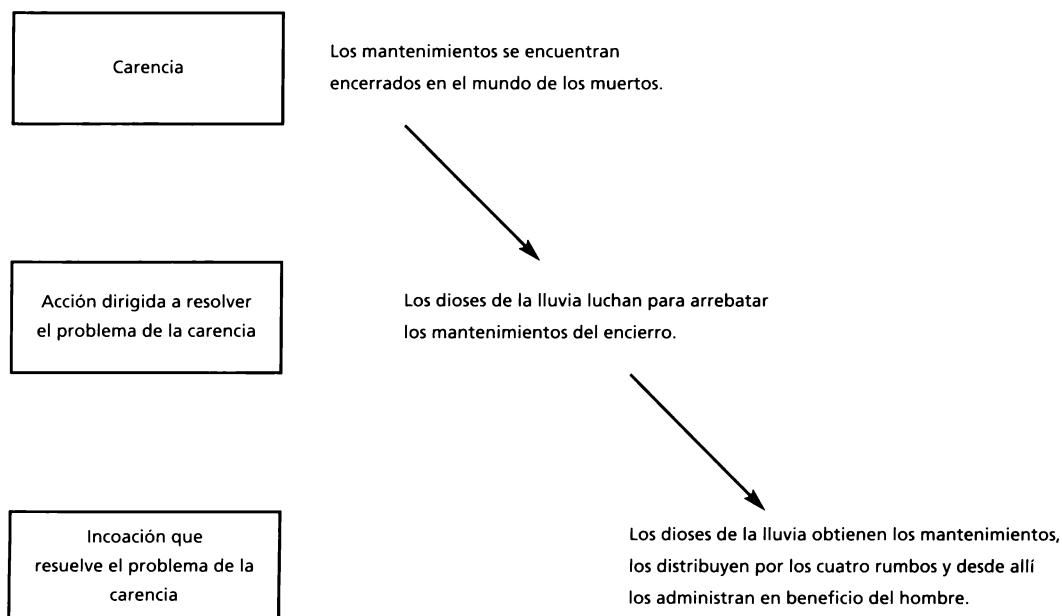 Carencia
Los mantenimientos se encuentran
encerrados en el mundo de los muertos.
Acción dirigida a resolver
el problema de la carencia
Los dioses de la lluvia luchan para arrebatar
los mantenimientos del encierro.
Incoación que
resuelve el problema de la
carencia
Los dioses de la lluvia obtienen los mantenimientos,
los distribuyen por los cuatro rumbos y desde allí
los administran en beneficio del hombre.